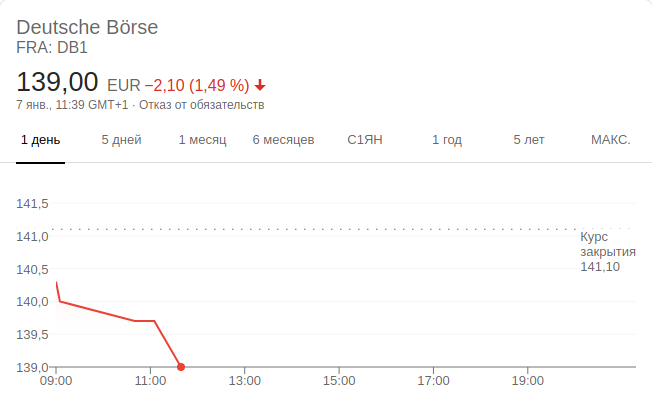 Deutsche Börse
FRA: DB1
139,00 EUR −2,10 (1,49 %)
7 янв., 11:39 GMT+1 · Отказ от обязательств
1 день 5 дней 1 месяц 6 месяцев С1ЯН 1 год 5 лет МАКС.
141,5
141,0
140,5
140,0
139,5
139,0
Курс
закрытия
141,10
09:00 11:00 13:00 15:00 17:00 19:00